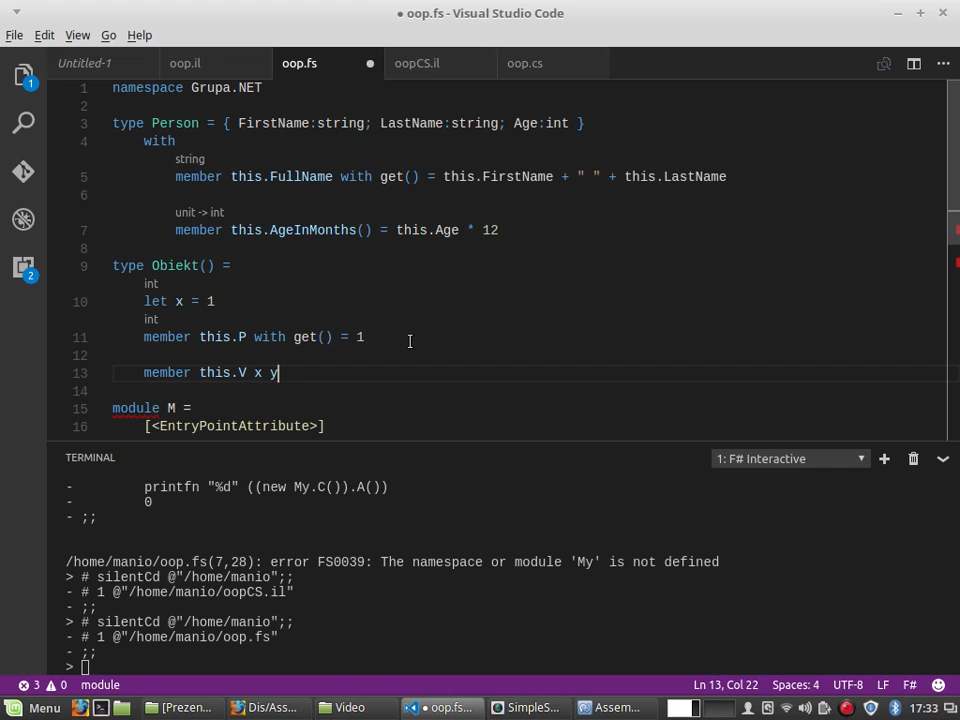 ● oop.fs - Visual Studio Code
File Edit View Go Help
Untitled-1 oop.il oop.fs oopCS.il oop.cs
1 namespace Grupa.NET
2
3 type Person = { FirstName:string; LastName:string; Age:int }
4 with
string
5 member this.FullName with get() = this.FirstName + " " + this.LastName
6
unit -> int
7 member this.AgeInMonths() = this.Age * 12
8
9 type Obiekt() =
int
10 let x = 1
int
11 member this.P with get() = 1
12
13 member this.V x y
14
15 module M =
16 [<EntryPointAttribute>]
1
2
TERMINAL
1: F# Interactive
- printfn "%d" ((new My.C()).A())
- 0
- ;;
/home/manio/oop.fs(7,28): error FS0039: The namespace or module 'My' is not defined
> # silentCd @"/home/manio";;
- # 1 @"/home/manio/oopCS.il"
- ;;
> # silentCd @"/home/manio";;
- # 1 @"/home/manio/oop.fs"
- ;;
>
3 0 module Ln 13, Col 22 Spaces: 4 UTF-8 LF F#
Menu [Prezen... Dis/Ass... Video ● oop.fs... SimpleS... Assem... 17:33